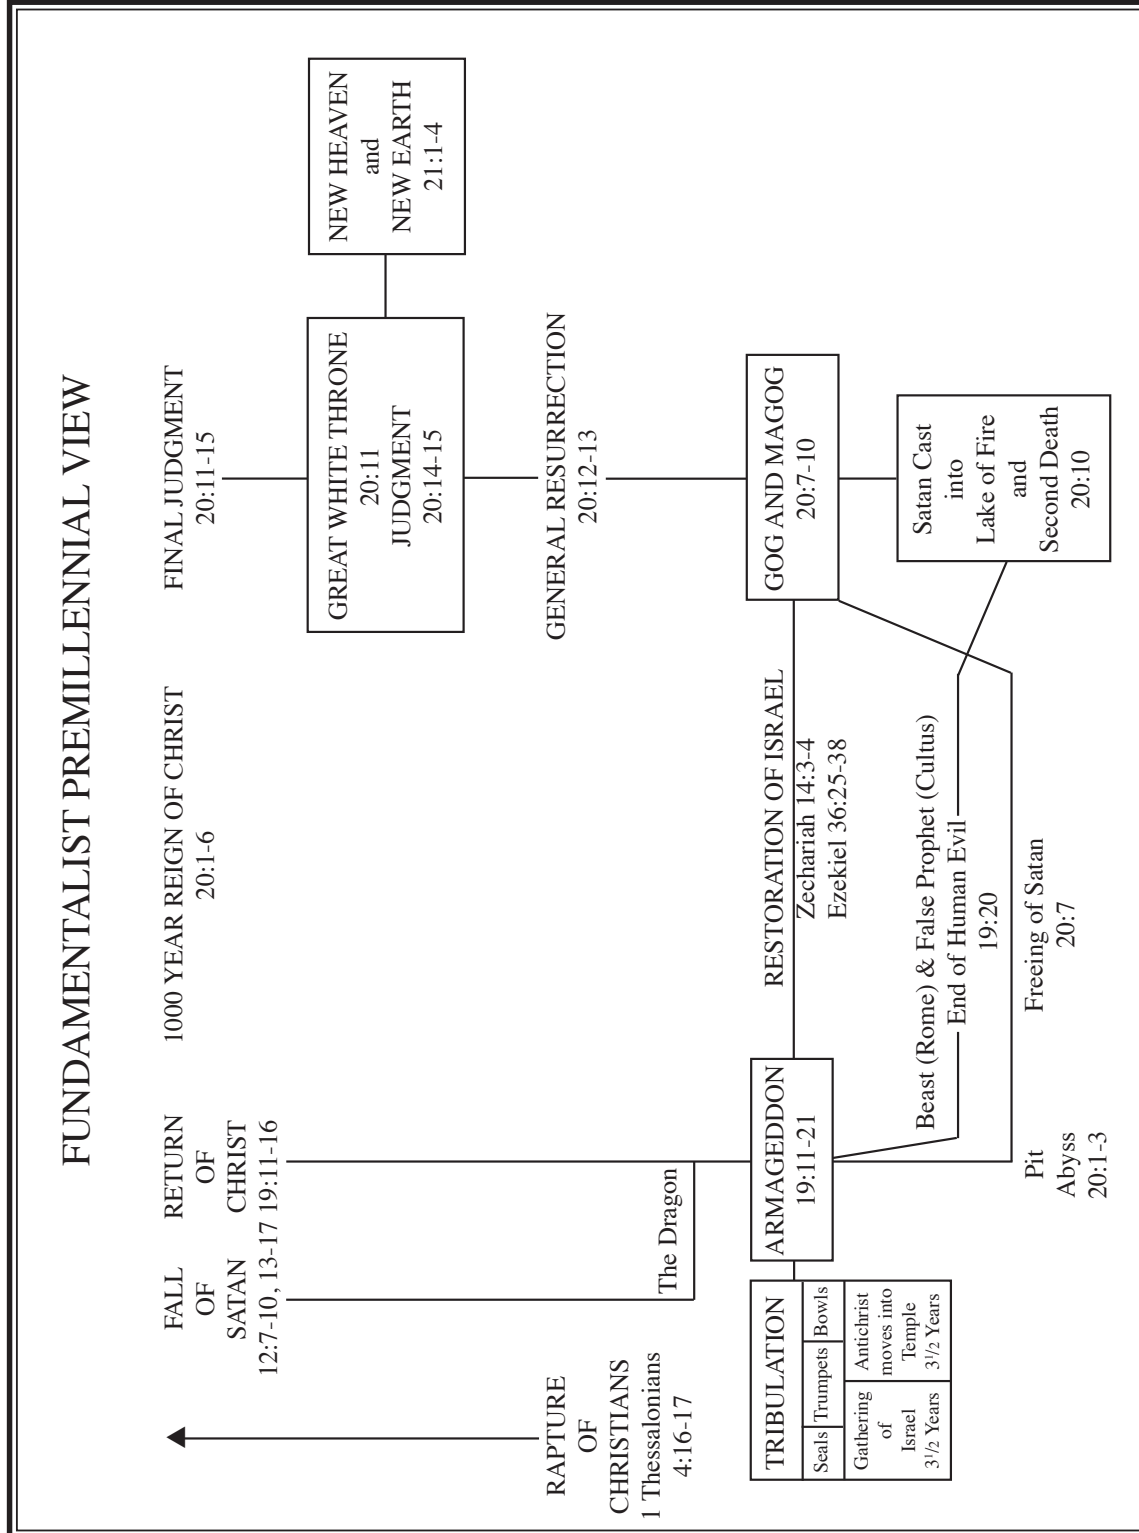 FUNDAMENTALIST PREMILLENNIAL VIEW
FALL
OF
SATAN
12:7-10, 13-17
RETURN
OF
CHRIST
19:11-16
1000 YEAR REIGN OF CHRIST
20:1-6
FINAL JUDGMENT
20:11-15
GREAT WHITE THRONE
20:11
JUDGMENT
20:14-15
NEW HEAVEN
and
NEW EARTH
21:1-4
RAPTURE
OF
CHRISTIANS
1 Thessalonians
4:16-17
The Dragon
GENERAL RESURRECTION
20:12-13
TRIBULATION
Seals
Trumpets
Bowls
Gathering
of
Israel
3 1/2 Years
Antichrist
moves into
Temple
3 1/2 Years
ARMAGEDDON
19:11-21
RESTORATION OF ISRAEL
Zechariah 14:3-4
Ezekiel 36:25-38
GOG AND MAGOG
20:7-10
Beast (Rome) & False Prophet (Cultus)
End of Human Evil
19:20
Satan Cast
into
Lake of Fire
and
Second Death
20:10
Pit
Abyss
20:1-3
Freeing of Satan
20:7